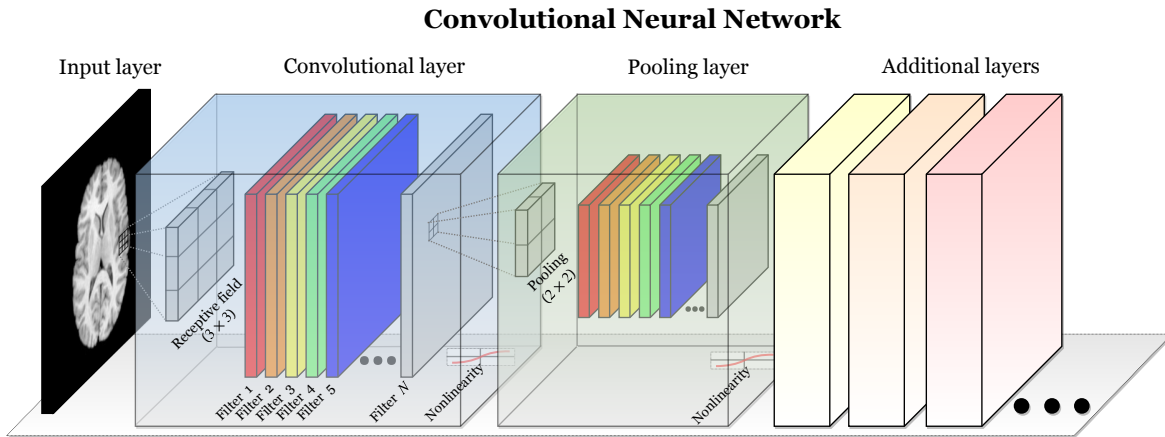 Convolutional Neural Network
Input layer
Convolutional layer
Pooling layer
Additional layers
Receptive field
(3 × 3)
Filter 1
Filter 2
Filter 3
Filter 4
Filter 5
Filter N
Nonlinearity
Pooling
(2 × 2)
Nonlinearity